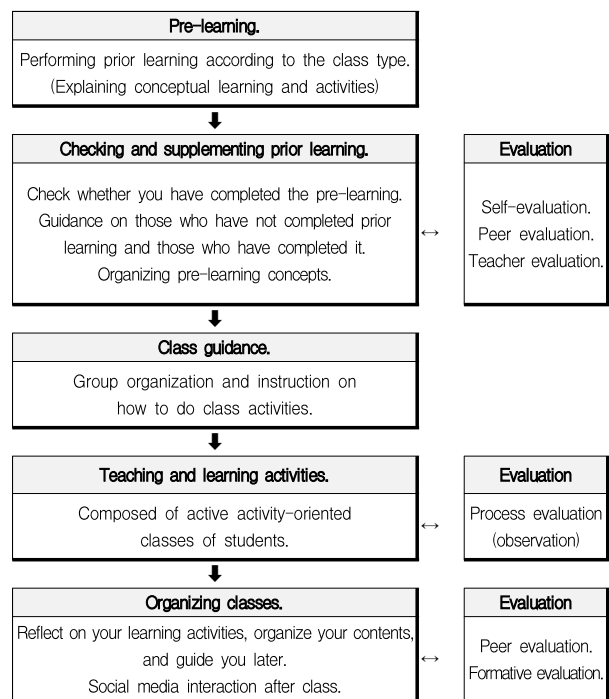 Pre-learning.
Performing prior learning according to the class type.
(Explaining conceptual learning and activities)
Checking and supplementing prior learning.
Check whether you have completed the pre-learning.
Guidance on those who have not completed prior
learning and those who have completed it.
Organizing pre-learning concepts.
Evaluation
Self-evaluation.
Peer evaluation.
Teacher evaluation.
Class guidance.
Group organization and instruction on
how to do class activities.
Teaching and learning activities.
Composed of active activity-oriented
classes of students.
Evaluation
Process evaluation
(observation)
Organizing classes.
Reflect on your learning activities, organize your contents,
and guide you later.
Social media interaction after class.
Evaluation
Peer evaluation.
Formative evaluation.